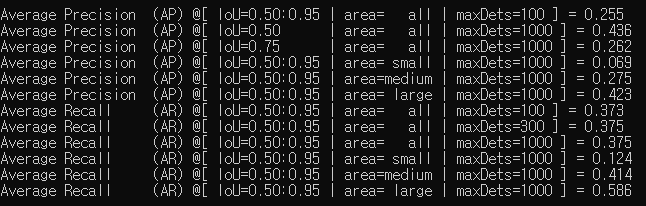 Average Precision  (AP) @[ IoU=0.50:0.95 | area=   all | maxDets=100 ] = 0.255
Average Precision  (AP) @[ IoU=0.50      | area=   all | maxDets=1000 ] = 0.436
Average Precision  (AP) @[ IoU=0.75      | area=   all | maxDets=1000 ] = 0.262
Average Precision  (AP) @[ IoU=0.50:0.95 | area= small | maxDets=1000 ] = 0.069
Average Precision  (AP) @[ IoU=0.50:0.95 | area=medium | maxDets=1000 ] = 0.275
Average Precision  (AP) @[ IoU=0.50:0.95 | area= large | maxDets=1000 ] = 0.423
Average Recall     (AR) @[ IoU=0.50:0.95 | area=   all | maxDets=100 ] = 0.373
Average Recall     (AR) @[ IoU=0.50:0.95 | area=   all | maxDets=300 ] = 0.375
Average Recall     (AR) @[ IoU=0.50:0.95 | area=   all | maxDets=1000 ] = 0.375
Average Recall     (AR) @[ IoU=0.50:0.95 | area= small | maxDets=1000 ] = 0.124
Average Recall     (AR) @[ IoU=0.50:0.95 | area=medium | maxDets=1000 ] = 0.414
Average Recall     (AR) @[ IoU=0.50:0.95 | area= large | maxDets=1000 ] = 0.586